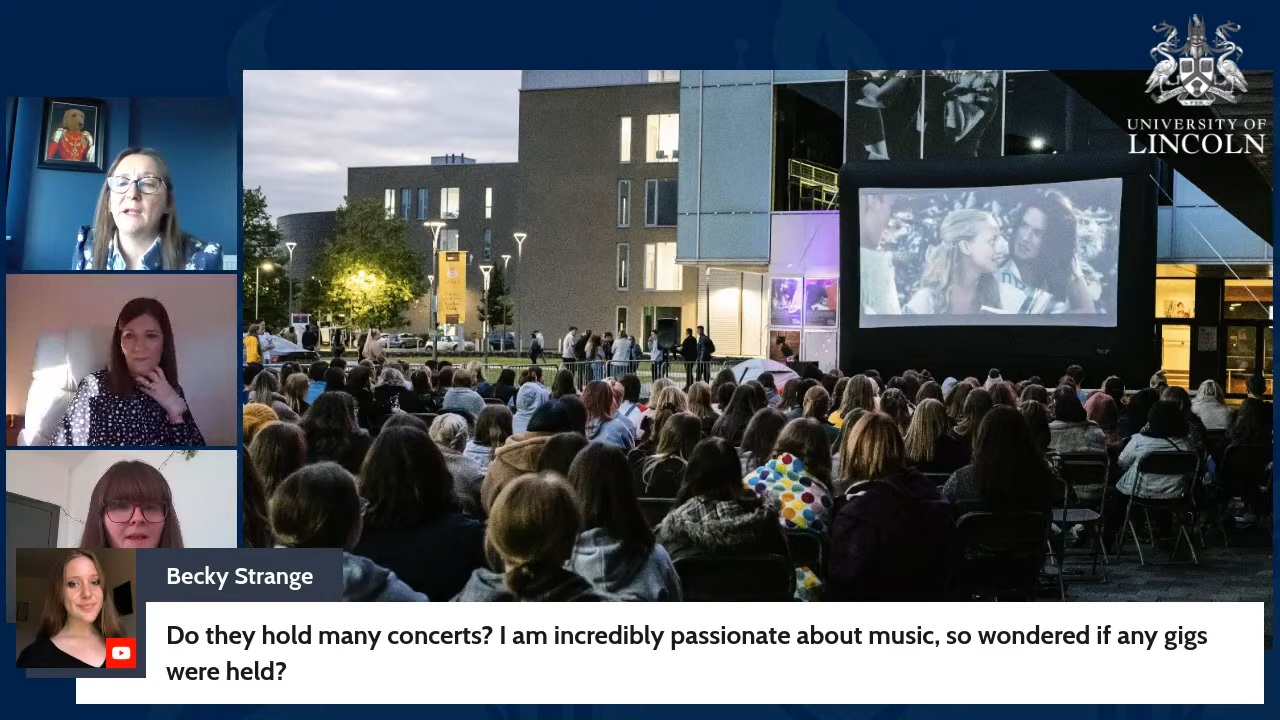 UNIVERSITY OF
LINCOLN
Becky Strange
Do they hold many concerts? I am incredibly passionate about music, so wondered if any gigs
were held?